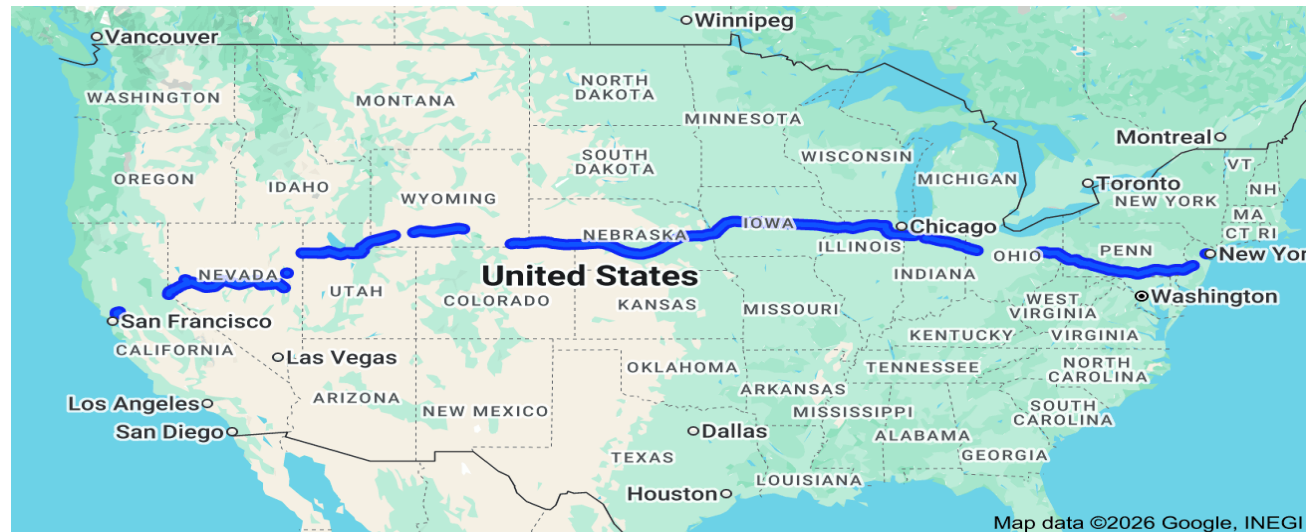 Winnipeg
Vancouver
WASHINGTON
MONTANA
NORTH
DAKOTA
MINNESOTA
Montreal
OREGON
IDAHO
WYOMING
SOUTH
DAKOTA
WISCONSIN
MICHIGAN
Toronto
NEW YORK
VT
NH
MA
CT RI
NEVADA
UTAH
COLORADO
NEBRASKA
IOWA
Chicago
ILLINOIS
INDIANA
OHIO
PENN
New Yor
United States
San Francisco
CALIFORNIA
Las Vegas
KANSAS
MISSOURI
WEST
VIRGINIA
Washington
KENTUCKY
VIRGINIA
Los Angeles
ARIZONA
NEW MEXICO
OKLAHOMA
ARKANSAS
TENNESSEE
NORTH
CAROLINA
San Diego
Dallas
MISSISSIPPI
ALABAMA
SOUTH
CAROLINA
GEORGIA
TEXAS
LOUISIANA
Houston
Map data ©2026 Google, INEGI